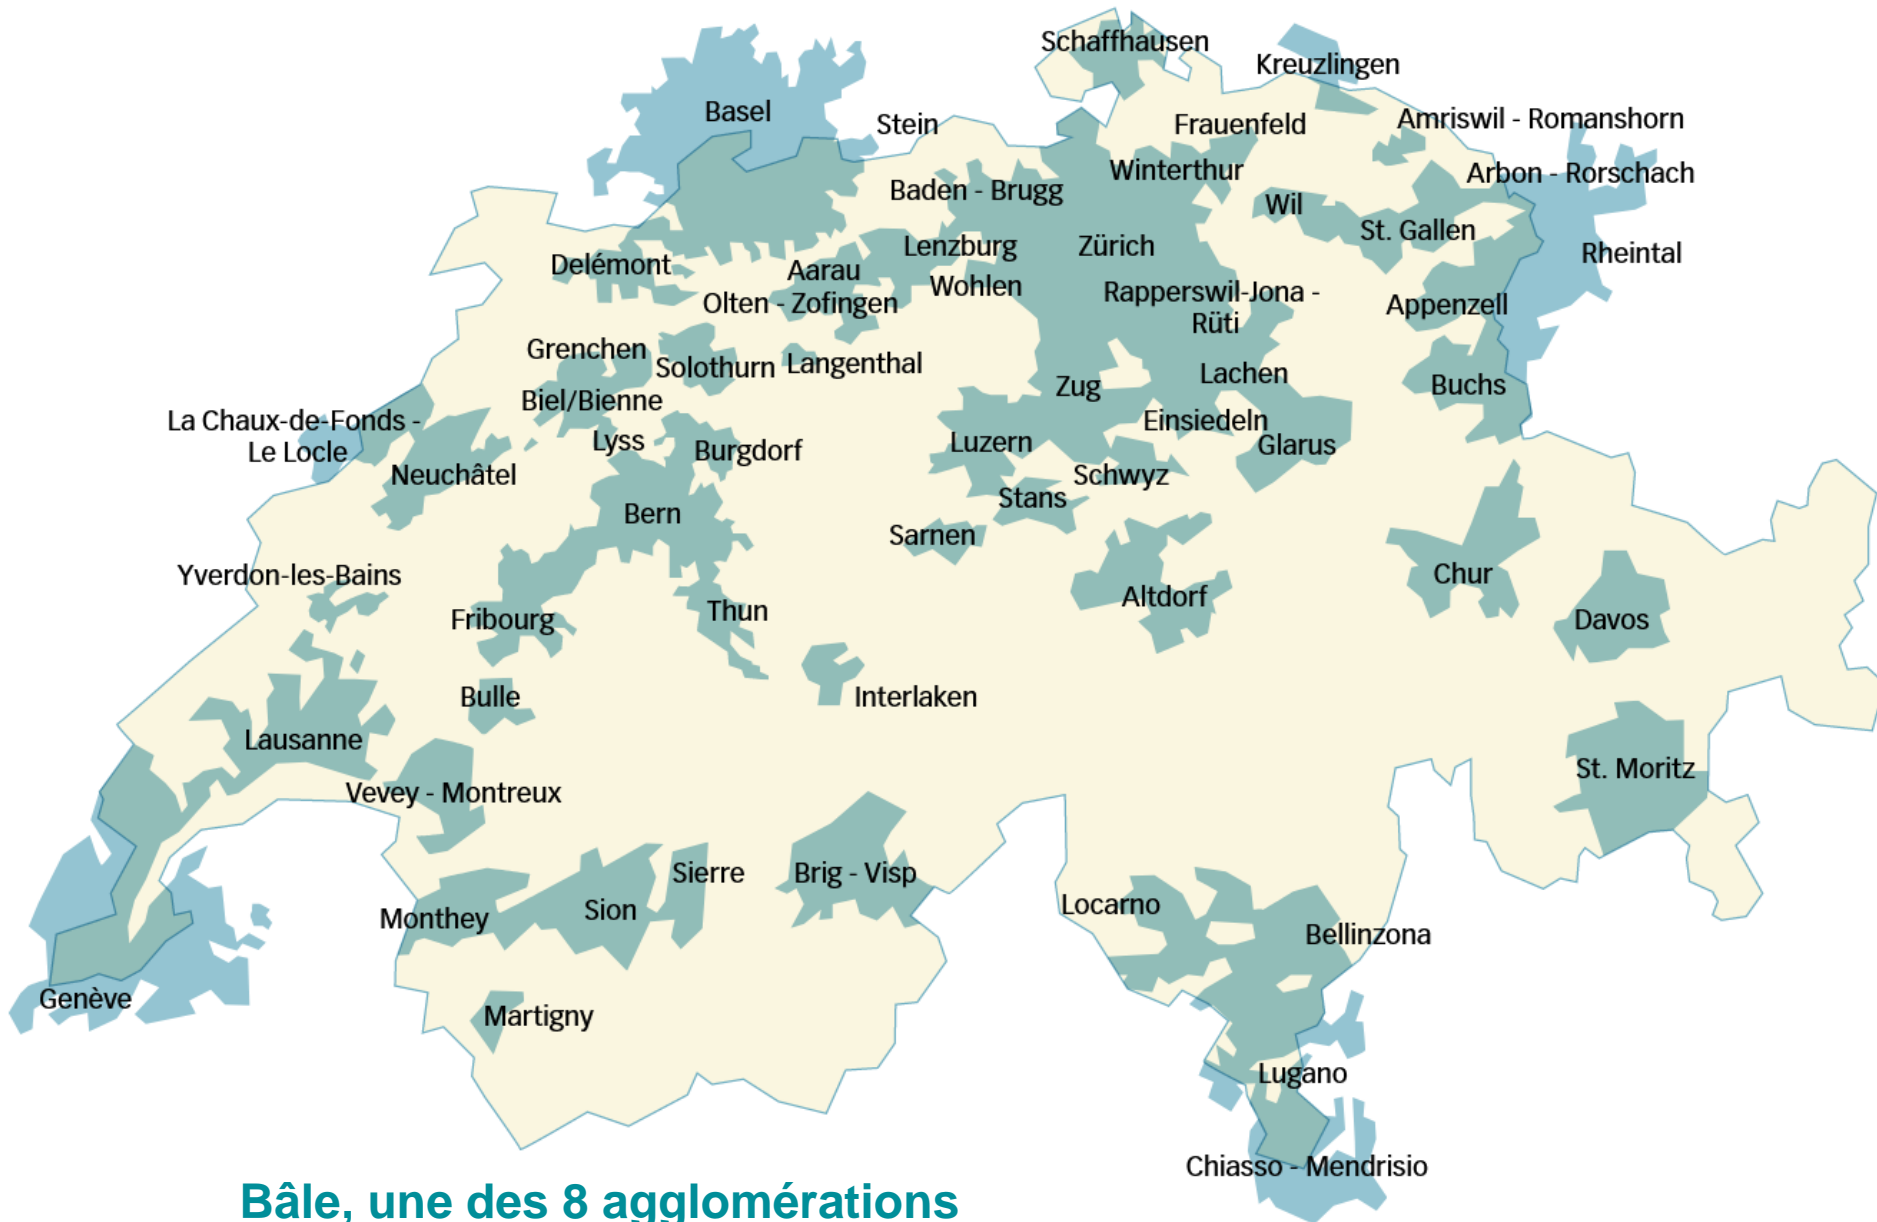 Schaffhausen
Kreuzlingen
Basel
Stein
Frauenfeld
Amriswil - Romanshorn
Winterthur
Arbon - Rorschach
Baden - Brugg
Wil
St. Gallen
Lenzburg
Zürich
Rheintal
Delémont
Aarau
Wohlen
Olten - Zofingen
Rapperswil-Jona -
Rüti
Appenzell
Grenchen
Solothurn
Langenthal
Lachen
Zug
Buchs
Biel/Bienne
La Chaux-de-Fonds -
Le Locle
Einsiedeln
Lyss
Burgdorf
Luzern
Glarus
Neuchâtel
Schwyz
Stans
Bern
Sarnen
Yverdon-les-Bains
Chur
Altdorf
Fribourg
Thun
Davos
Bulle
Interlaken
Lausanne
St. Moritz
Vevey - Montreux
Sierre
Brig - Visp
Monthey
Sion
Locarno
Bellinzona
Genève
Martigny
Lugano
Chiasso - Mendrisio
Bâle, une des 8 agglomérations